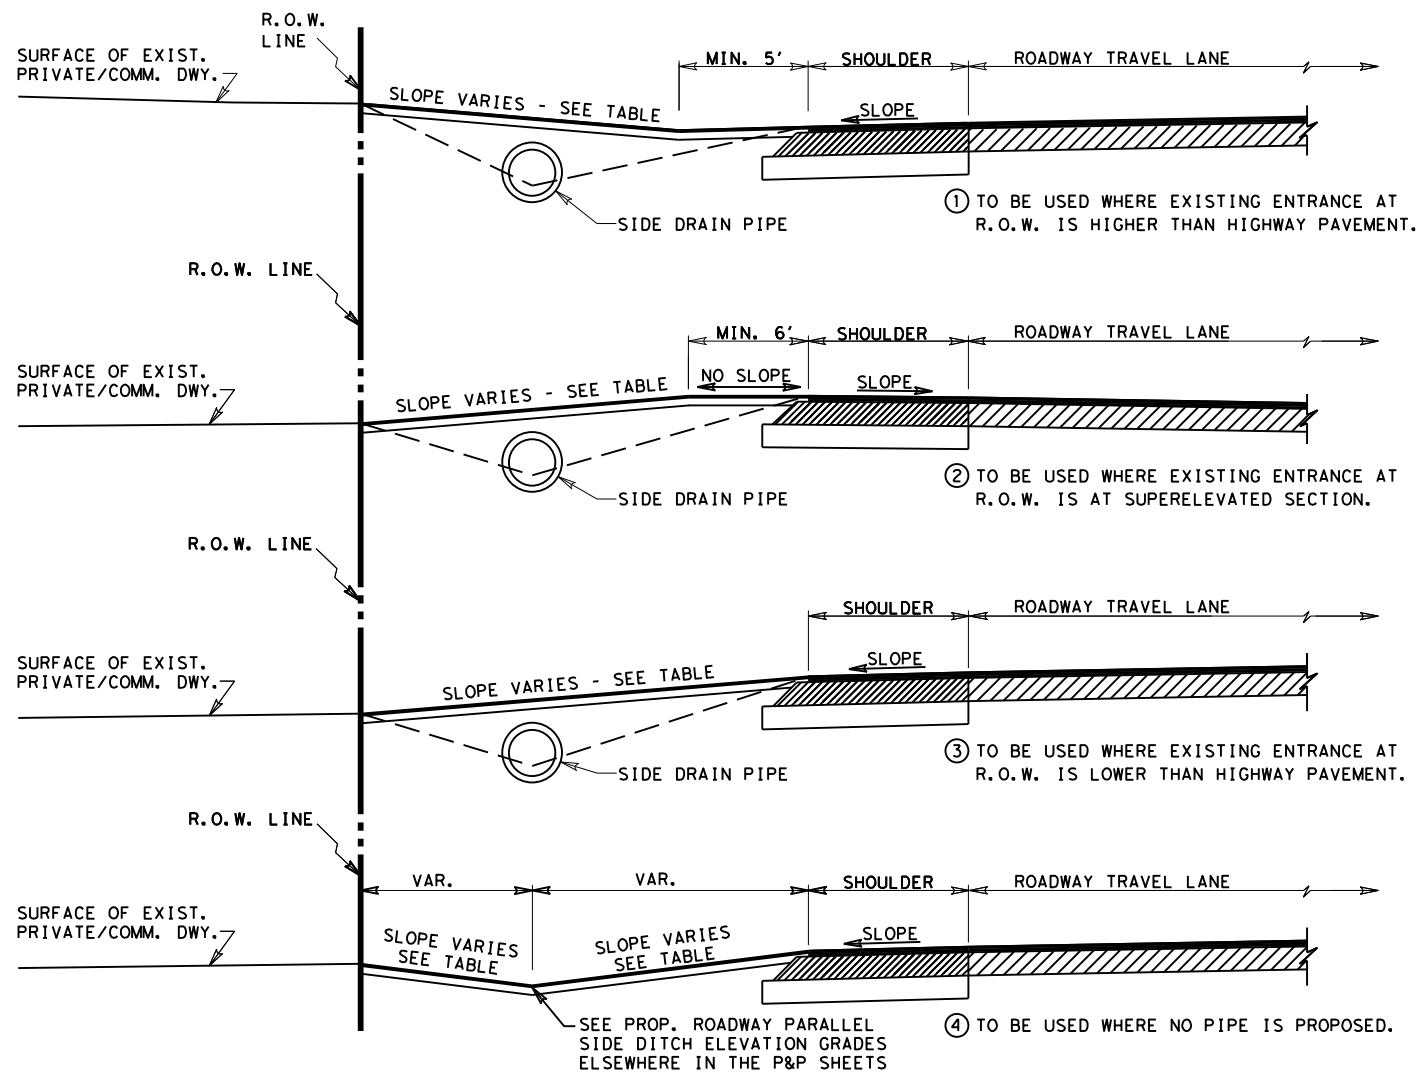 R.O.W.
LINE
SURFACE OF EXIST.
PRIVATE/COMM. DWY.
SLOPE VARIES - SEE TABLE
MIN. 5'
SHOULDER
ROADWAY TRAVEL LANE
SLOPE
SIDE DRAIN PIPE
1 TO BE USED WHERE EXISTING ENTRANCE AT
R.O.W. IS HIGHER THAN HIGHWAY PAVEMENT.
R.O.W. LINE
SURFACE OF EXIST.
PRIVATE/COMM. DWY.
SLOPE VARIES - SEE TABLE
MIN. 6'
SHOULDER
ROADWAY TRAVEL LANE
NO SLOPE
SLOPE
SIDE DRAIN PIPE
2 TO BE USED WHERE EXISTING ENTRANCE AT
R.O.W. IS AT SUPERELEVATED SECTION.
R.O.W. LINE
SURFACE OF EXIST.
PRIVATE/COMM. DWY.
SLOPE VARIES - SEE TABLE
SHOULDER
ROADWAY TRAVEL LANE
SLOPE
SIDE DRAIN PIPE
3 TO BE USED WHERE EXISTING ENTRANCE AT
R.O.W. IS LOWER THAN HIGHWAY PAVEMENT.
R.O.W. LINE
VAR.
VAR.
SHOULDER
ROADWAY TRAVEL LANE
SURFACE OF EXIST.
PRIVATE/COMM. DWY.
SLOPE VARIES
SEE TABLE
SLOPE VARIES
SEE TABLE
SLOPE
SEE PROP. ROADWAY PARALLEL
SIDE DITCH ELEVATION GRADES
ELSEWHERE IN THE P&P SHEETS
4 TO BE USED WHERE NO PIPE IS PROPOSED.